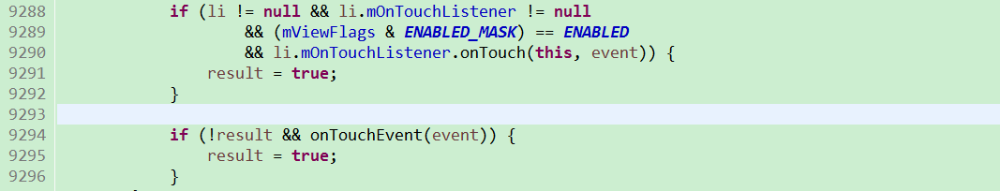 9288 if (li != null && li.mOnTouchListener != null
9289 && (mViewFlags & ENABLED_MASK) == ENABLED
9290 && li.mOnTouchListener.onTouch(this, event)) {
9291 result = true;
9292 }
9293
9294 if (!result && onTouchEvent(event)) {
9295 result = true;
9296 }